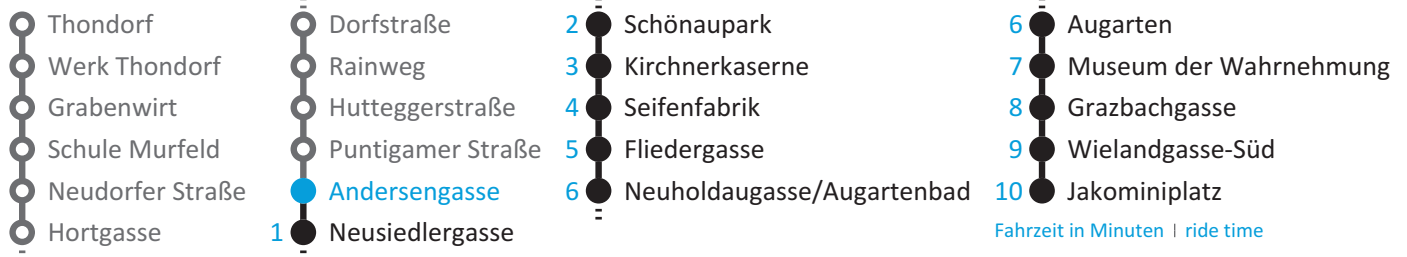 Thondorf
Werk Thondorf
Grabenwirt
Schule Murfeld
Neudorfer Straße
Hortgasse
Dorfstraße
Rainweg
Hutteggerstraße
Puntigamer Straße
Andersengasse
1 Neusiedlergasse
2 Schönaupark
3 Kirchnerkaserne
4 Seifenfabrik
5 Fliedergasse
6 Neuholdaugasse/Augartenbad
6 Augarten
7 Museum der Wahrnehmung
8 Grazbachgasse
9 Wielandgasse-Süd
10 Jakominiplatz
Fahrzeit in Minuten | ride time